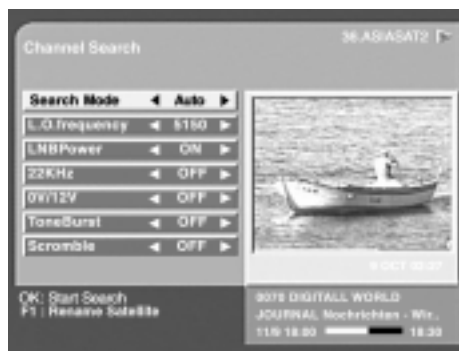 Channel Search
36.ASIASAT2
Search Mode Auto
L.O.frequency 5150
LNBPower ON
22KHz OFF
0V/12V OFF
ToneBurst OFF
Scromble OFF
OK: Start Search
F1 : Rename Satellite
0070 DIGITALL WORLD
JOURNAL Nachrichten - Wir..
11/9 18.00 18:30